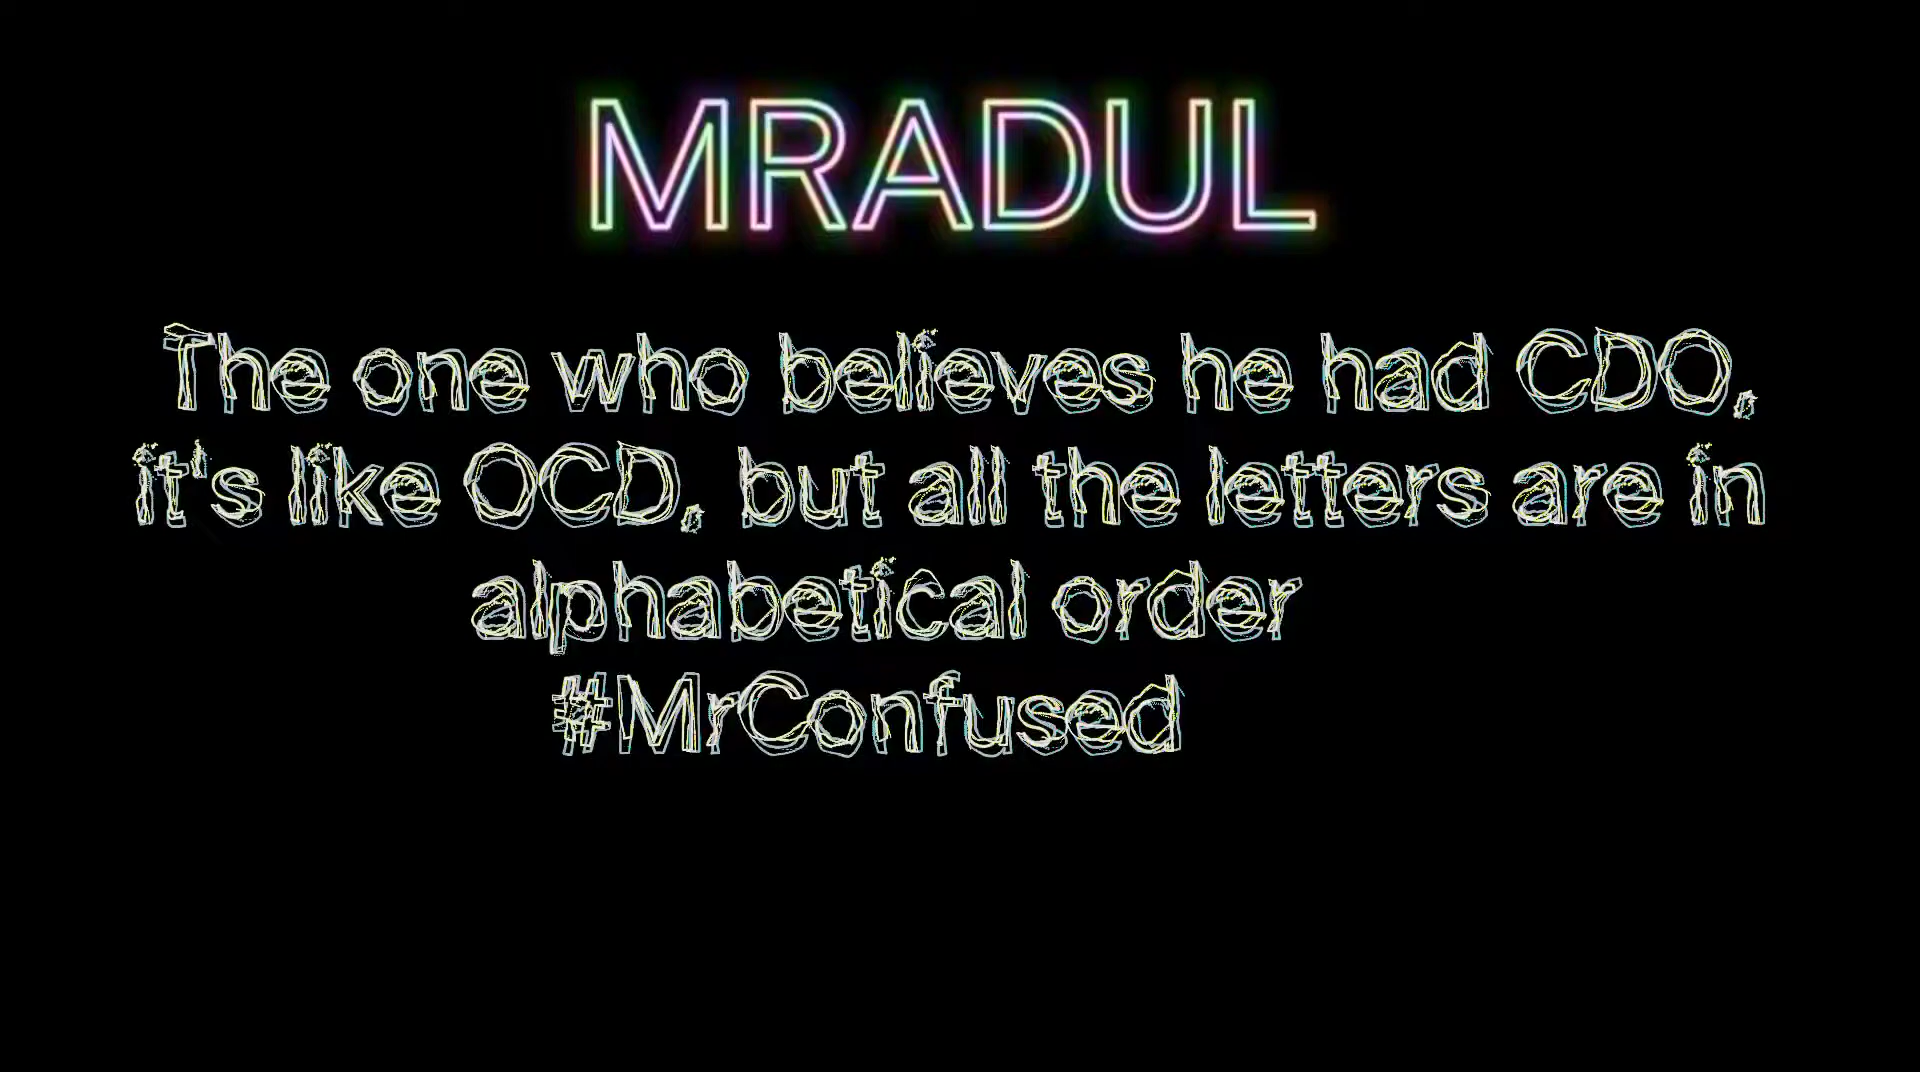 MRADUL
The one who believes he had CDO,
it's like OCD, but all the letters are in
alphabetical order
#MrConfused